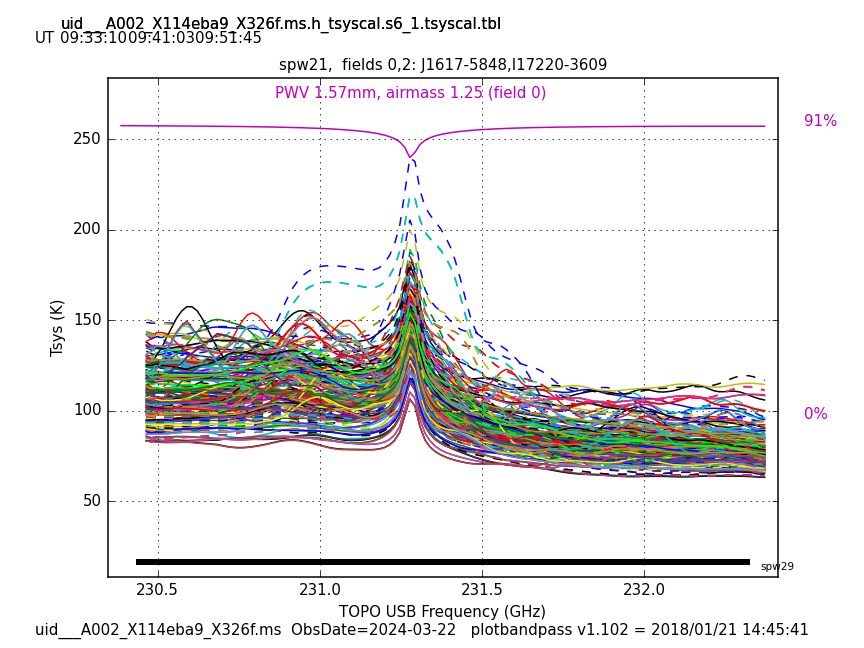 uid___A002_X114eba9_X326f.ms.h_tsyscal.s6_1.tsyscal.tbl
UT 09:33:10 09:41:03 09:51:45
spw21,  fields 0,2: J1617-5848,I17220-3609
PWV 1.57mm, airmass 1.25 (field 0)
91%
250
200
150
100
50
0%
Tsys (K)
spw29
230.5 231.0 231.5 232.0
TOPO USB Frequency (GHz)
uid___A002_X114eba9_X326f.ms  ObsDate=2024-03-22   plotbandpass v1.102 = 2018/01/21 14:45:41